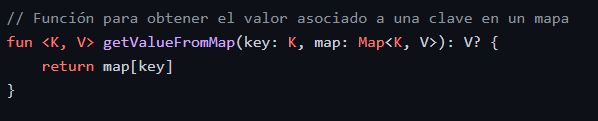 // Función para obtener el valor asociado a una clave en un mapa
fun <K, V> getValueFromMap(key: K, map: Map<K, V>): V? {
    return map[key]
}